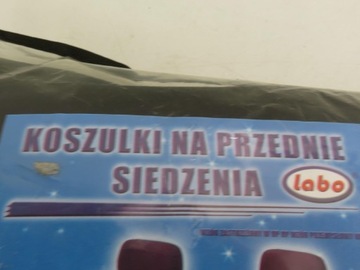 KOSZULKI NA PRZEDNIE
SIEDZENIA
labo